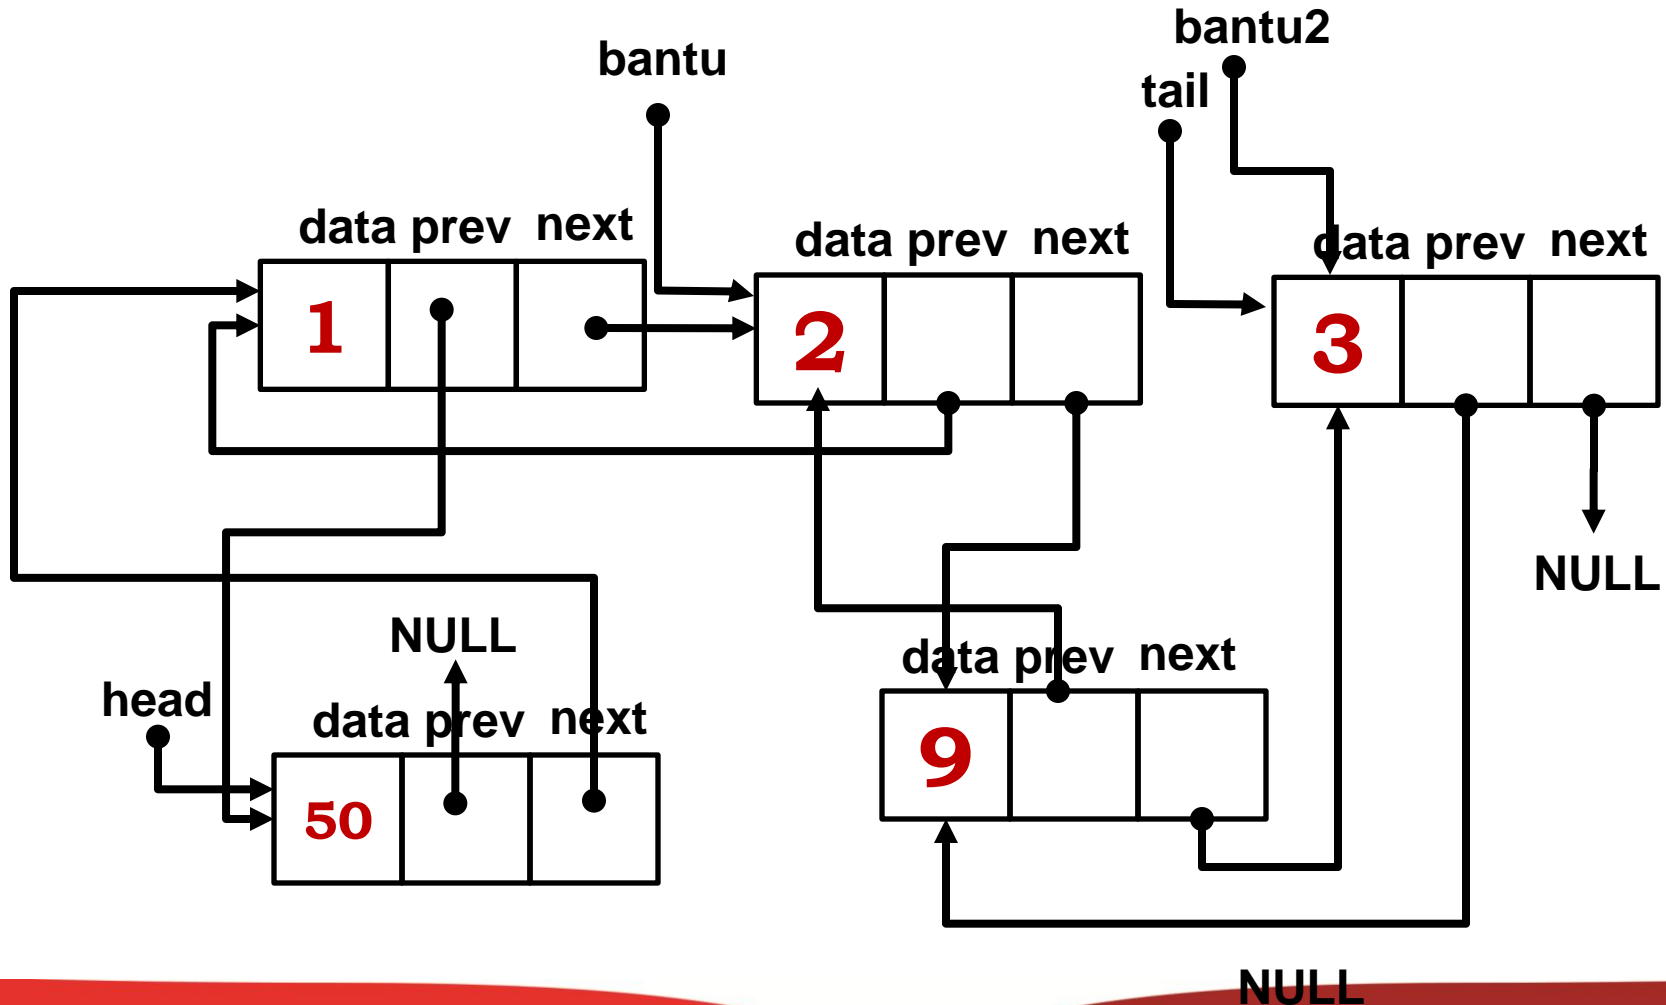 bantu2
bantu
tail
data prev next
data prev next
data prev next
1
2
3
NULL
NULL
data prev next
head
data prev next
9
50
NULL